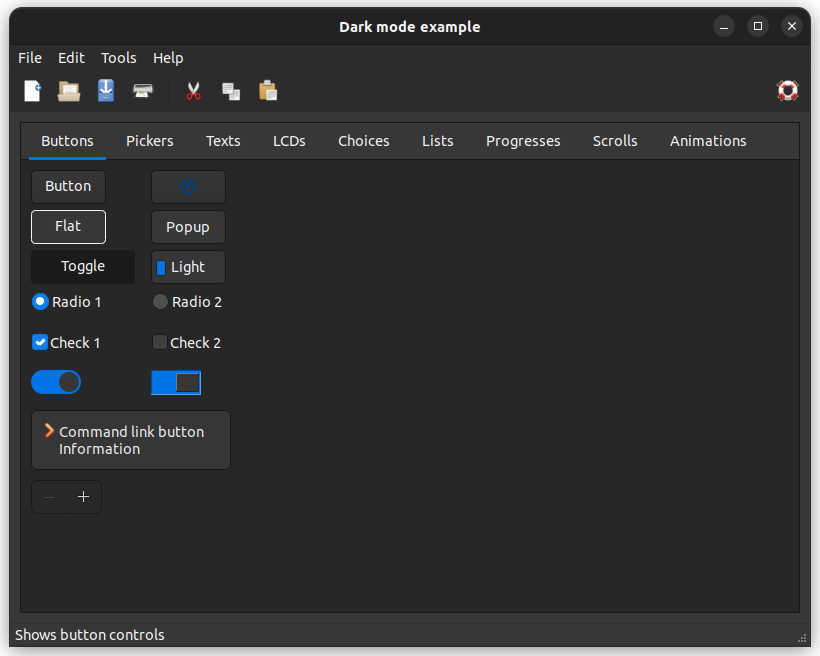 Dark mode example
File Edit Tools Help
Buttons Pickers Texts LCDs Choices Lists Progresses Scrolls Animations
Button
Flat Popup
Toggle Light
Radio 1 Radio 2
Check 1 Check 2
Command link button
Information
Shows button controls